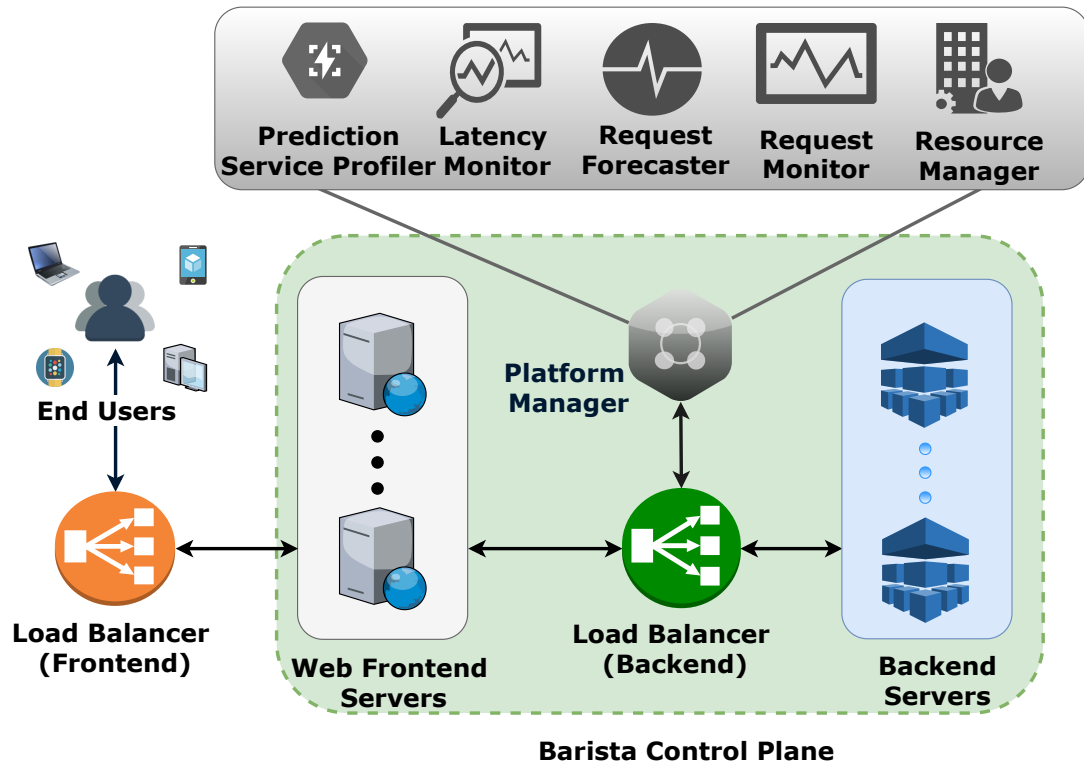 Prediction
Service Profiler
Latency
Monitor
Request
Forecaster
Request
Monitor
Resource
Manager
End Users
Platform
Manager
Load Balancer
(Frontend)
Web Frontend
Servers
Load Balancer
(Backend)
Backend
Servers
Barista Control Plane